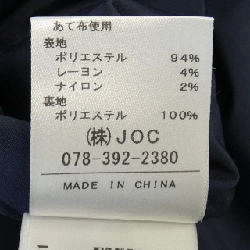 あて布使用
表地
ポリエステル 94%
レーヨン 4%
ナイロン 2%
裏地
ポリエステル 100%
(株)JOC
078-392-2380
MADE IN CHINA